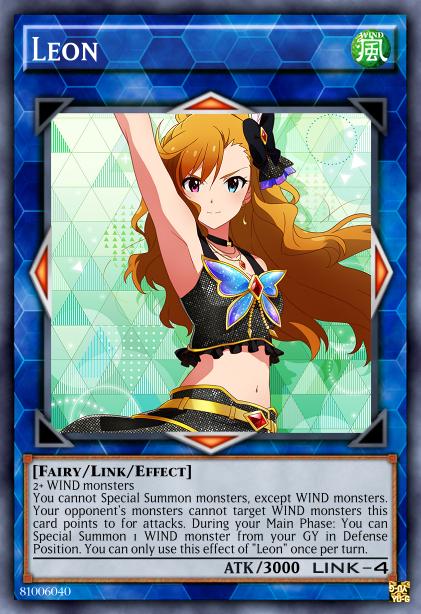 LEON
WIND
風
[FAIRY/LINK/EFFECT]
2+ WIND monsters
You cannot Special Summon monsters, except WIND monsters.
Your opponent's monsters cannot target WIND monsters this
card points to for attacks. During your Main Phase: You can
Special Summon 1 WIND monster from your GY in Defense
Position. You can only use this effect of "Leon" once per turn.
ATK/3000 LINK-4
81006040